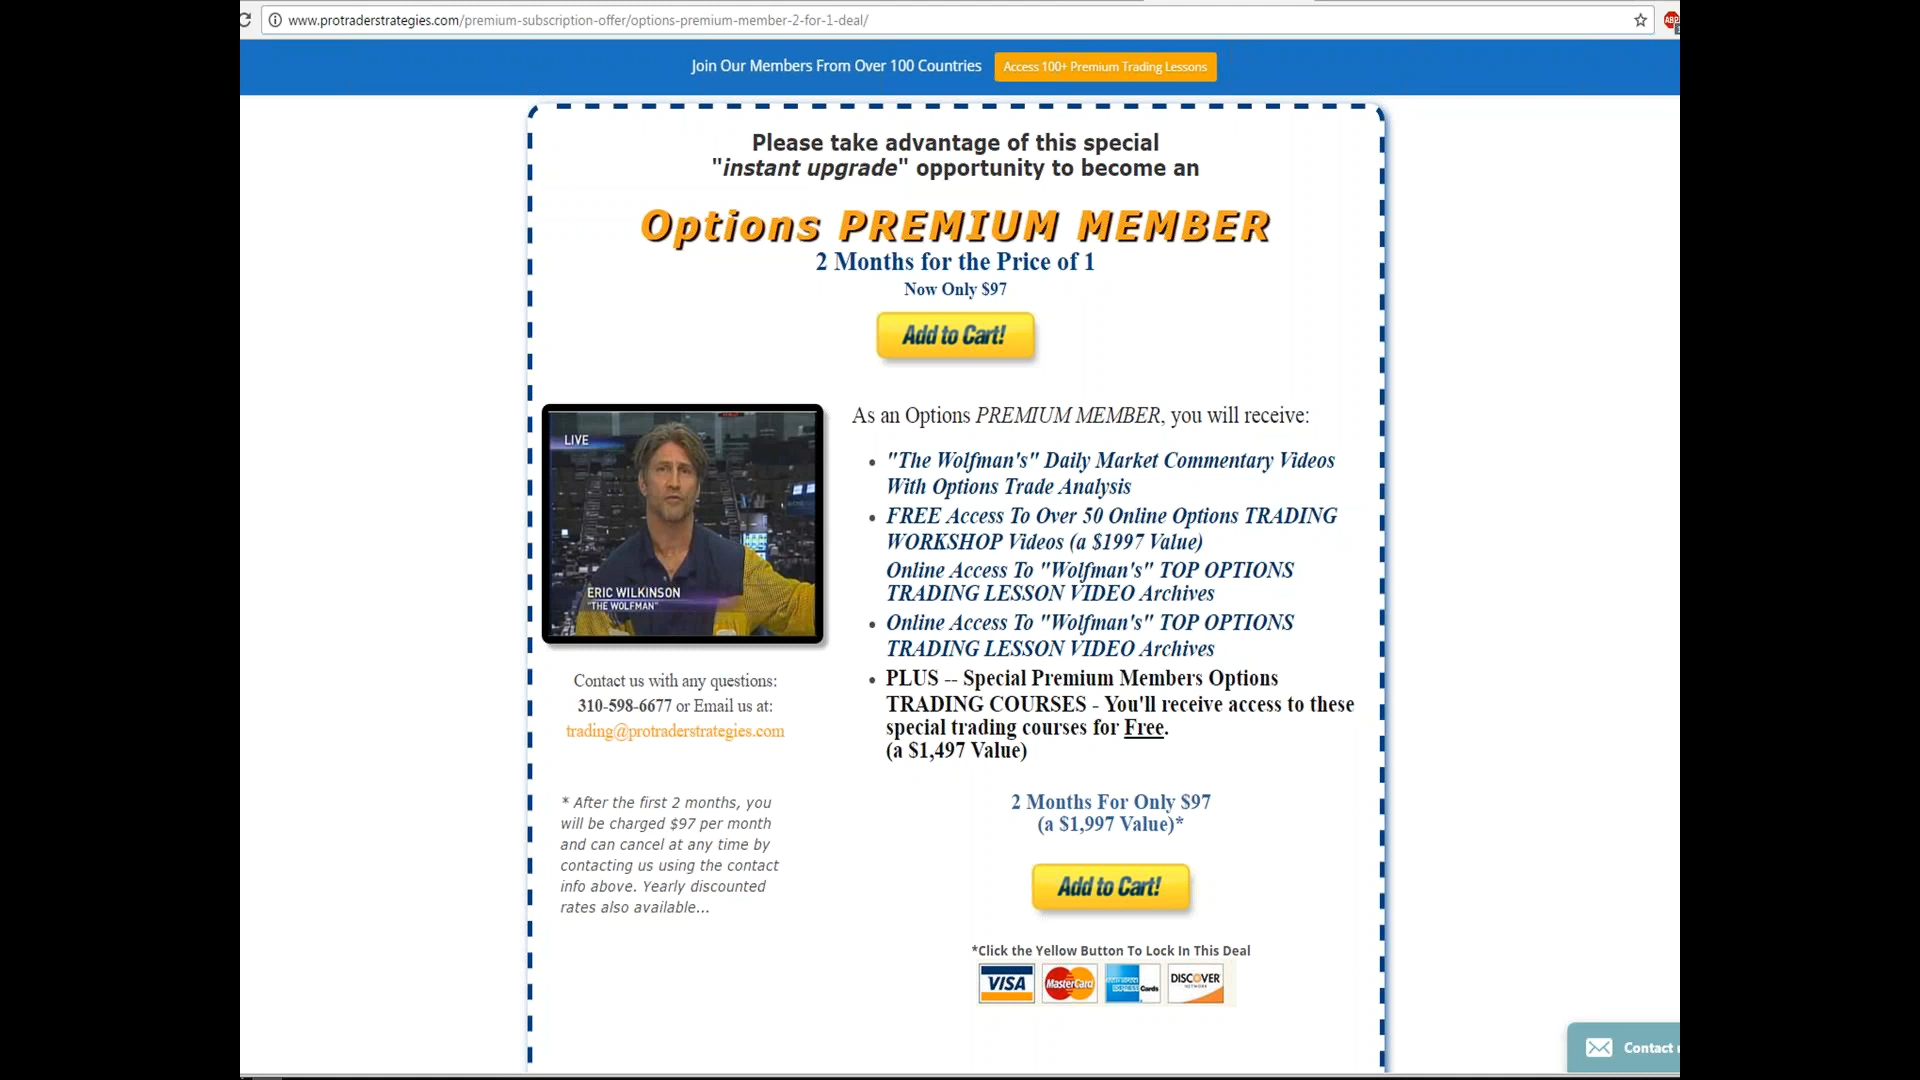 www.protraderstrategies.com/premium-subscription-offer/options-premium-member-2-for-1-deal/
ABP
Join Our Members From Over 100 Countries
Access 100+ Premium Trading Lessons
Please take advantage of this special
"instant upgrade" opportunity to become an
Options PREMIUM MEMBER
2 Months for the Price of 1
Now Only $97
Add to Cart!
LIVE
ERIC WILKINSON
"THE WOLFMAN"
Contact us with any questions:
310-598-6677 or Email us at:
trading@protraderstrategies.com
* After the first 2 months, you
will be charged $97 per month
and can cancel at any time by
contacting us using the contact
info above. Yearly discounted
rates also available...
As an Options PREMIUM MEMBER, you will receive:
• "The Wolfman's" Daily Market Commentary Videos
With Options Trade Analysis
• FREE Access To Over 50 Online Options TRADING
WORKSHOP Videos (a $1997 Value)
Online Access To "Wolfman's" TOP OPTIONS
TRADING LESSON VIDEO Archives
• Online Access To "Wolfman's" TOP OPTIONS
TRADING LESSON VIDEO Archives
• PLUS -- Special Premium Members Options
TRADING COURSES - You'll receive access to these
special trading courses for Free.
(a $1,497 Value)
2 Months For Only $97
(a $1,997 Value)*
Add to Cart!
*Click the Yellow Button To Lock In This Deal
VISA MasterCard AMERICAN EXPRESS Cards DISCOVER NETWORK
Contact